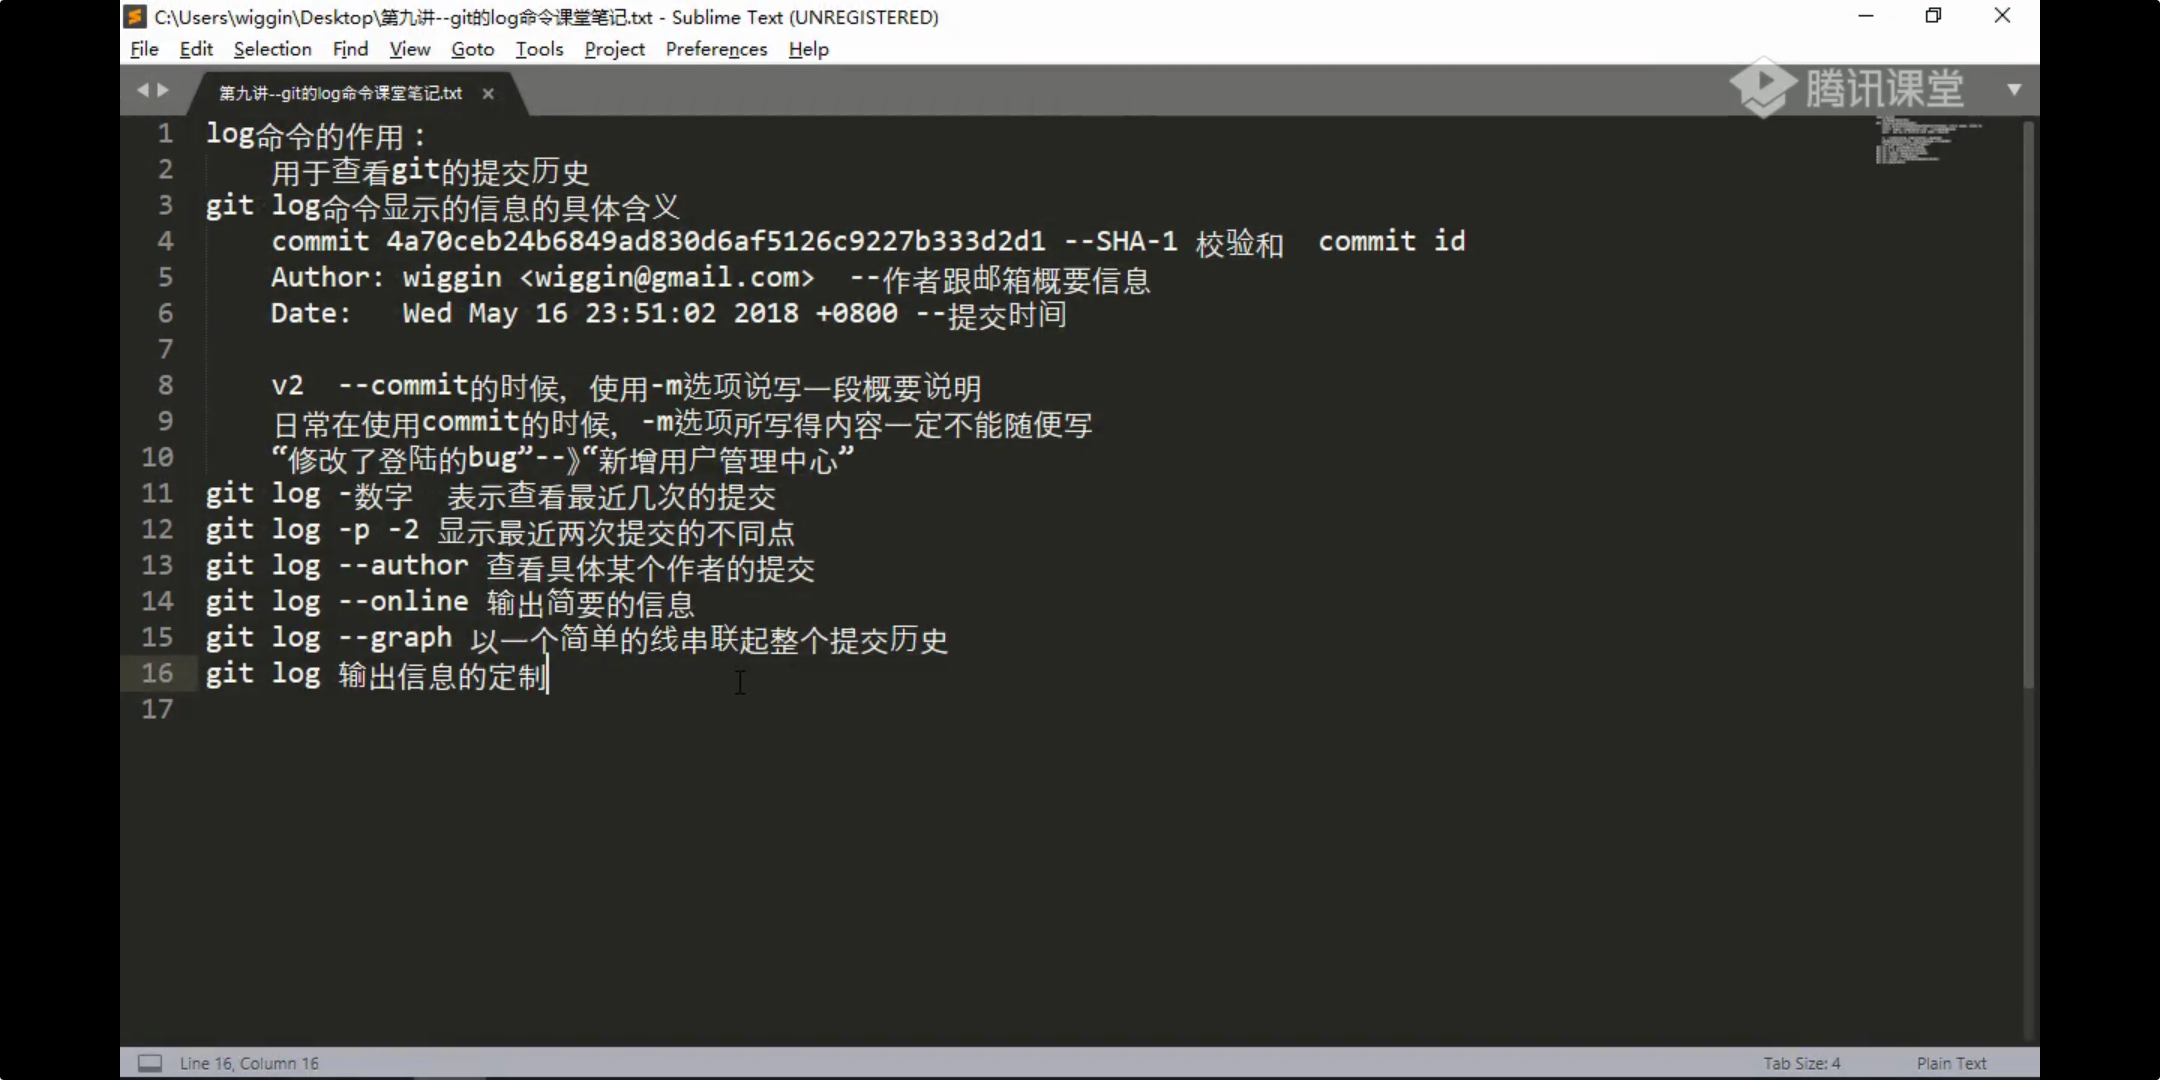 C:\Users\wiggin\Desktop\第九讲--git的log命令课堂笔记.txt - Sublime Text (UNREGISTERED)
File Edit Selection Find View Goto Tools Project Preferences Help
第九讲--git的log命令课堂笔记.txt
腾讯课堂
1 log命令的作用：
2 用于查看git的提交历史
3 git log命令显示的信息的具体含义
4 commit 4a70ceb24b6849ad830d6af5126c9227b333d2d1 --SHA-1 校验和 commit id
5 Author: wiggin <wiggin@gmail.com> --作者跟邮箱概要信息
6 Date: Wed May 16 23:51:02 2018 +0800 --提交时间
7
8 v2 --commit的时候，使用-m选项说写一段概要说明
9 日常在使用commit的时候，-m选项所写得内容一定不能随便写
10 “修改了登陆的bug”--》“新增用户管理中心”
11 git log -数字 表示查看最近几次的提交
12 git log -p -2 显示最近两次提交的不同点
13 git log --author 查看具体某个作者的提交
14 git log --online 输出简要的信息
15 git log --graph 以一个简单的线串联起整个提交历史
16 git log 输出信息的定制
17
Line 16, Column 16
Tab Size: 4
Plain Text